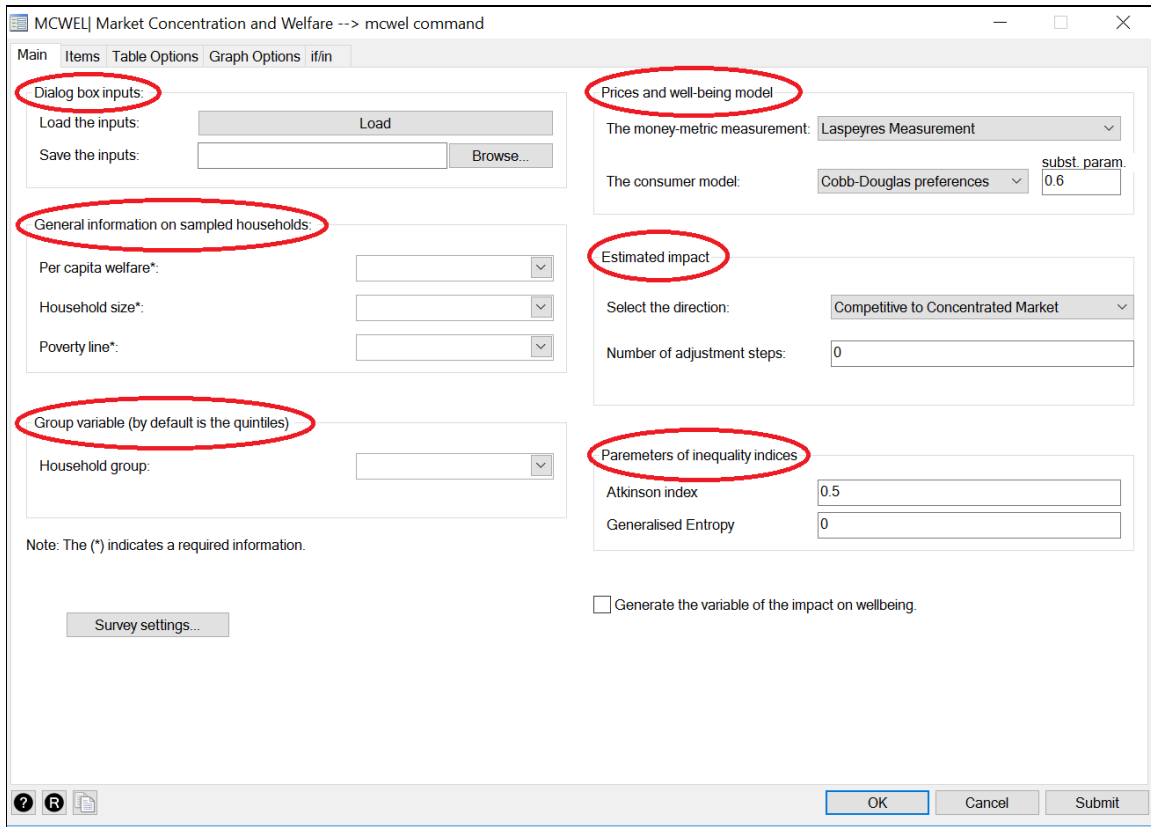 MCWEL| Market Concentration and Welfare --> mcwel command
Main Items Table Options Graph Options if/in
Dialog box inputs:
Load the inputs: Load
Save the inputs: Browse...
General information on sampled households:
Per capita welfare*:
Household size*:
Poverty line*:
Group variable (by default is the quintiles)
Household group:
Note: The (*) indicates a required information.
Survey settings...
Prices and well-being model
The money-metric measurement: Laspeyres Measurement
subst. param.
The consumer model: Cobb-Douglas preferences 0.6
Estimated impact
Select the direction: Competitive to Concentrated Market
Number of adjustment steps: 0
Paremeters of inequality indices
Atkinson index 0.5
Generalised Entropy 0
Generate the variable of the impact on wellbeing.
? R
OK Cancel Submit